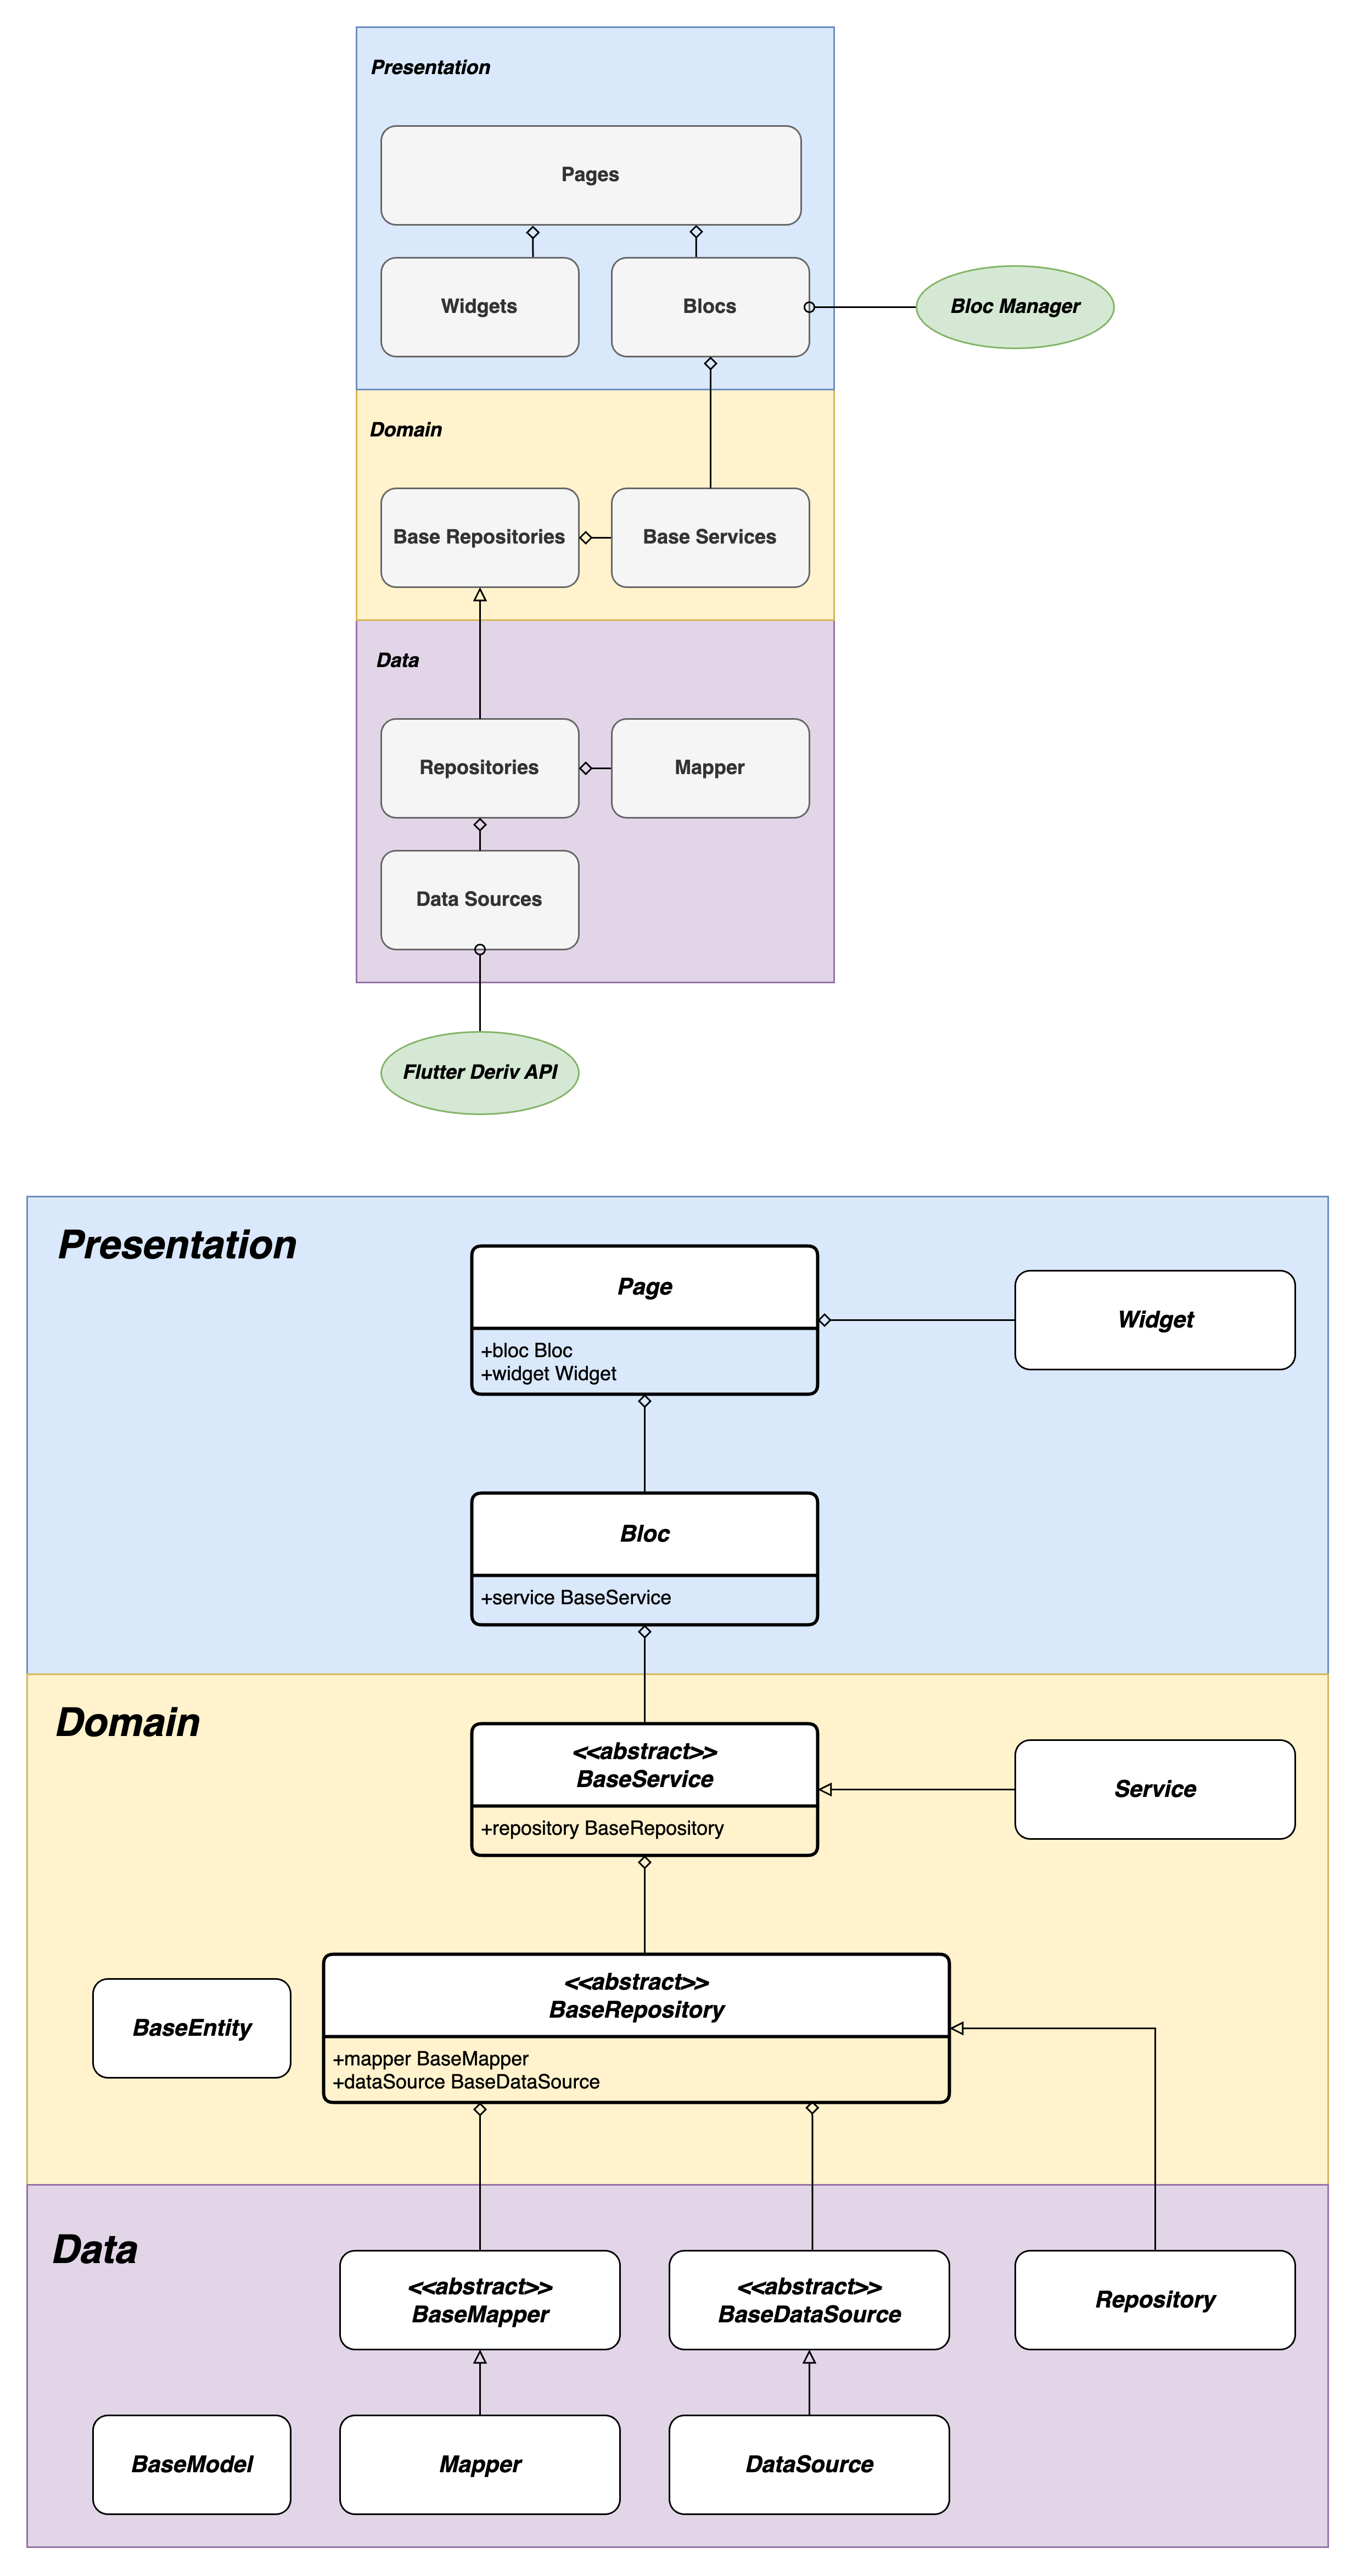 Presentation
Pages
Widgets
Blocs
Bloc Manager
Domain
Base Repositories
Base Services
Data
Repositories
Mapper
Data Sources
Flutter Deriv API
Presentation
Page
+bloc Bloc
+widget Widget
Widget
Bloc
+service BaseService
Domain
<<abstract>>
BaseService
+repository BaseRepository
Service
<<abstract>>
BaseRepository
+mapper BaseMapper
+dataSource BaseDataSource
BaseEntity
Data
<<abstract>>
BaseMapper
<<abstract>>
BaseDataSource
Repository
BaseModel
Mapper
DataSource